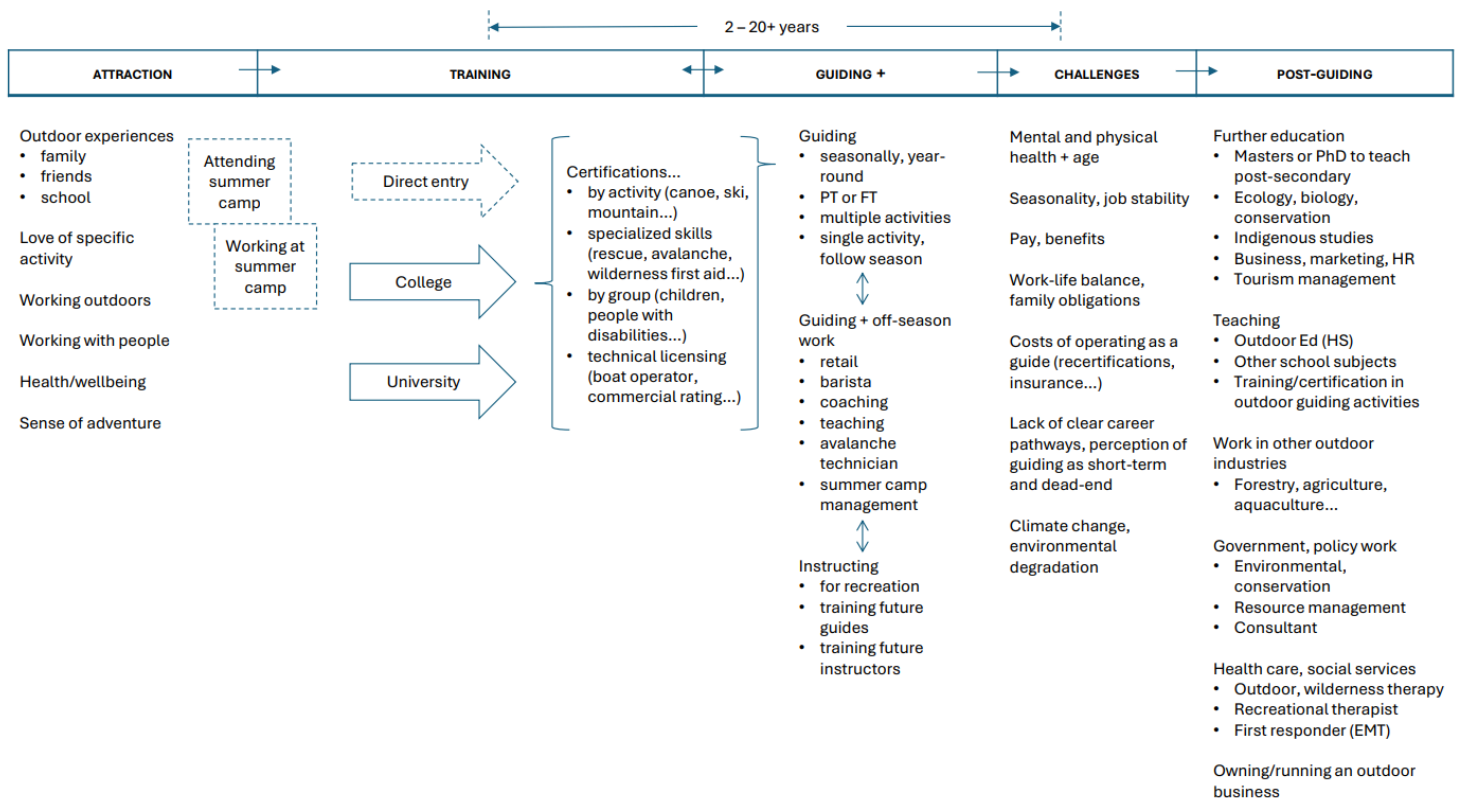 2 – 20+ years
ATTRACTION
TRAINING
GUIDING +
CHALLENGES
POST-GUIDING
Outdoor experiences
• family
• friends
• school
Love of specific
activity
Working outdoors
Working with people
Health/wellbeing
Sense of adventure
Attending
summer
camp
Working at
summer
camp
Direct entry
College
University
Certifications...
• by activity (canoe, ski,
mountain...)
• specialized skills
(rescue, avalanche,
wilderness first aid...)
• by group (children,
people with
disabilities...)
• technical licensing
(boat operator,
commercial rating...)
Guiding
• seasonally, year-
round
• PT or FT
• multiple activities
• single activity,
follow season
Guiding + off-season
work
• retail
• barista
• coaching
• teaching
• avalanche
technician
• summer camp
management
Instructing
• for recreation
• training future
guides
• training future
instructors
Mental and physical
health + age
Seasonality, job stability
Pay, benefits
Work-life balance,
family obligations
Costs of operating as a
guide (recertifications,
insurance...)
Lack of clear career
pathways, perception of
guiding as short-term
and dead-end
Climate change,
environmental
degradation
Further education
• Masters or PhD to teach
post-secondary
• Ecology, biology,
conservation
• Indigenous studies
• Business, marketing, HR
• Tourism management
Teaching
• Outdoor Ed (HS)
• Other school subjects
• Training/certification in
outdoor guiding activities
Work in other outdoor
industries
• Forestry, agriculture,
aquaculture...
Government, policy work
• Environmental,
conservation
• Resource management
• Consultant
Health care, social services
• Outdoor, wilderness therapy
• Recreational therapist
• First responder (EMT)
Owning/running an outdoor
business